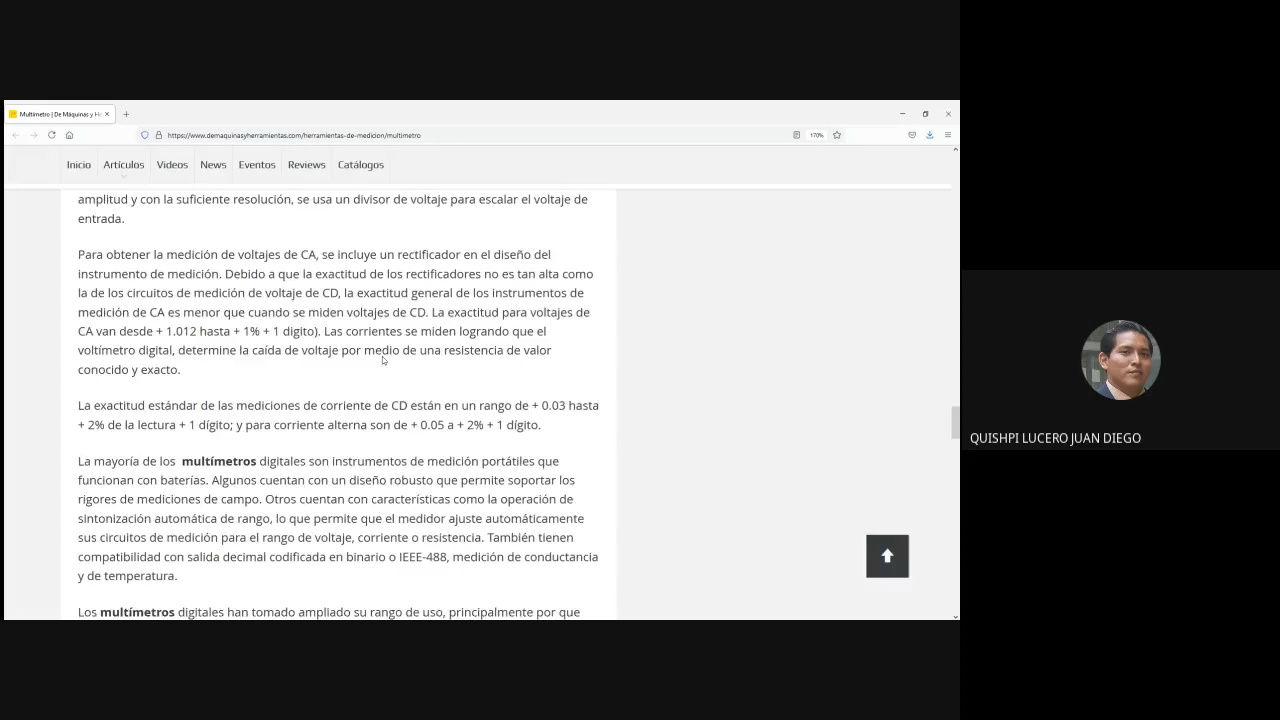 Multímetro | De Máquinas y He
https://www.demaquinasyherramientas.com/herramientas-de-medicion/multimetro
170%
Inicio Artículos Videos News Eventos Reviews Catálogos
amplitud y con la suficiente resolución, se usa un divisor de voltaje para escalar el voltaje de
entrada.
Para obtener la medición de voltajes de CA, se incluye un rectificador en el diseño del
instrumento de medición. Debido a que la exactitud de los rectificadores no es tan alta como
la de los circuitos de medición de voltaje de CD, la exactitud general de los instrumentos de
medición de CA es menor que cuando se miden voltajes de CD. La exactitud para voltajes de
CA van desde + 1.012 hasta + 1% + 1 digito). Las corrientes se miden logrando que el
voltímetro digital, determine la caída de voltaje por medio de una resistencia de valor
conocido y exacto.
La exactitud estándar de las mediciones de corriente de CD están en un rango de + 0.03 hasta
+ 2% de la lectura + 1 dígito; y para corriente alterna son de + 0.05 a + 2% + 1 dígito.
La mayoría de los multímetros digitales son instrumentos de medición portátiles que
funcionan con baterías. Algunos cuentan con un diseño robusto que permite soportar los
rigores de mediciones de campo. Otros cuentan con características como la operación de
sintonización automática de rango, lo que permite que el medidor ajuste automáticamente
sus circuitos de medición para el rango de voltaje, corriente o resistencia. También tienen
compatibilidad con salida decimal codificada en binario o IEEE-488, medición de conductancia
y de temperatura.
Los multímetros digitales han tomado ampliado su rango de uso, principalmente por que
QUISHPI LUCERO JUAN DIEGO